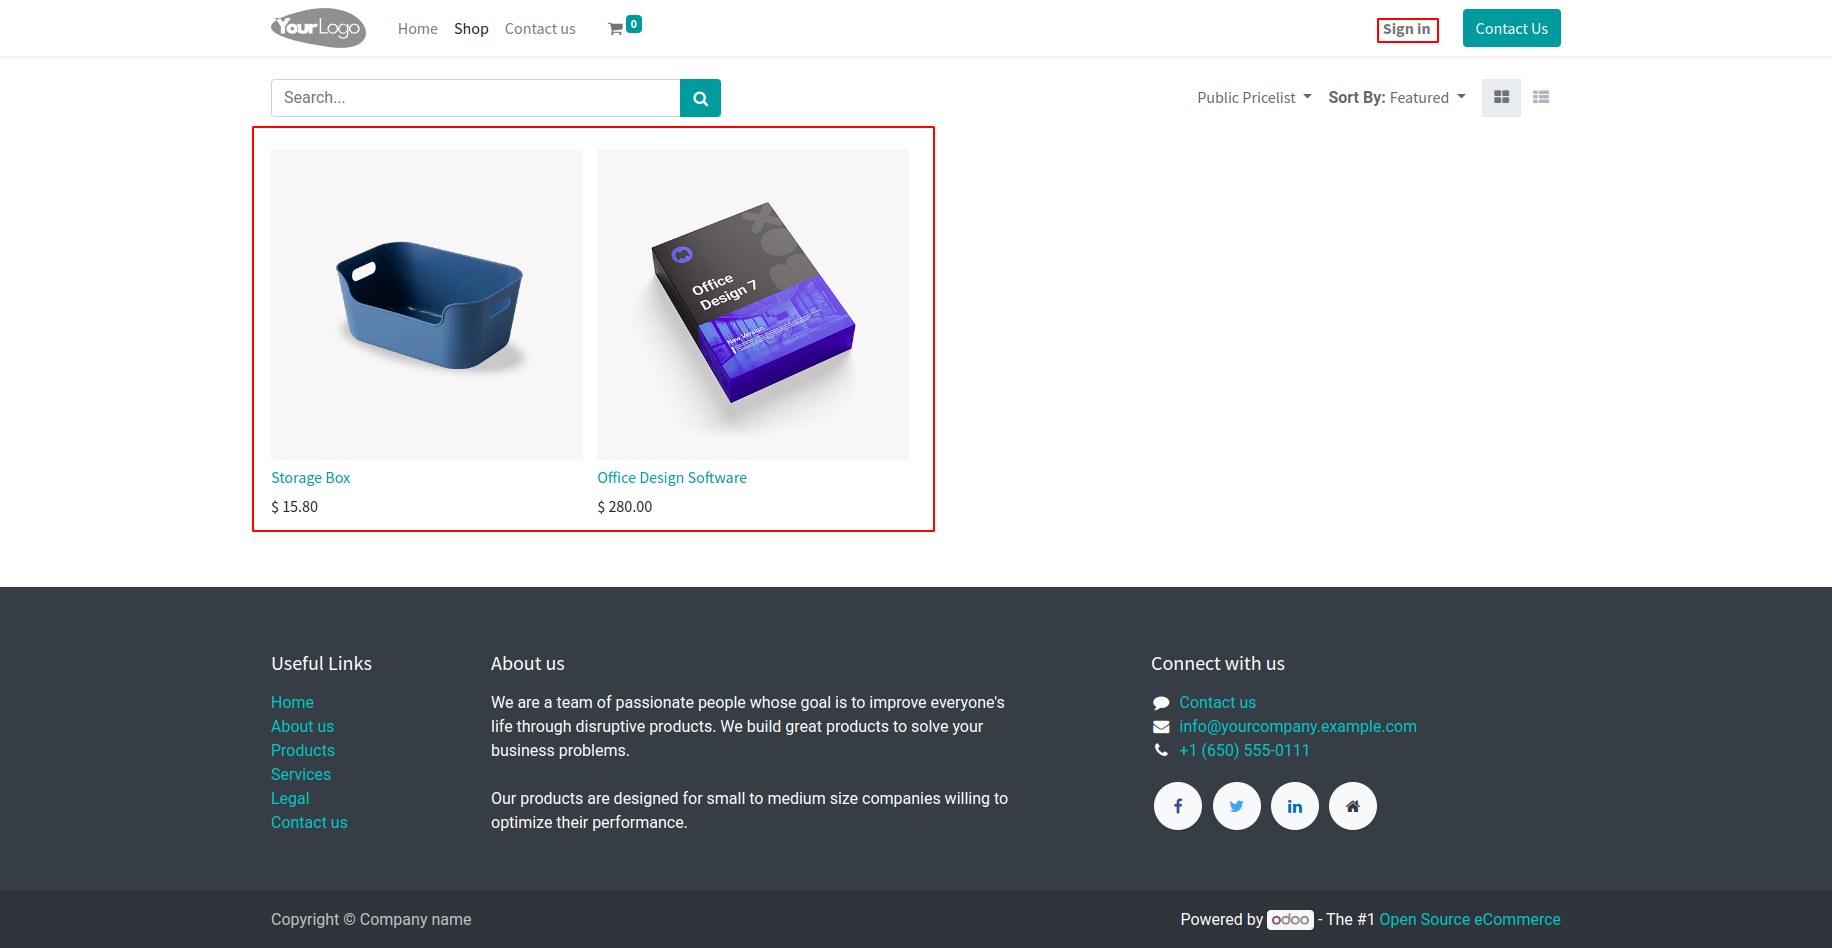 YourLogo Home Shop Contact us 0 Sign in Contact Us
Search... Public Pricelist Sort By: Featured
Office
Design 7
New Version
Storage Box Office Design Software
$ 15.80 $ 280.00
Useful Links
Home
About us
Products
Services
Legal
Contact us
About us
We are a team of passionate people whose goal is to improve everyone's
life through disruptive products. We build great products to solve your
business problems.
Our products are designed for small to medium size companies willing to
optimize their performance.
Connect with us
Contact us
info@yourcompany.example.com
+1 (650) 555-0111
Copyright © Company name Powered by odoo - The #1 Open Source eCommerce